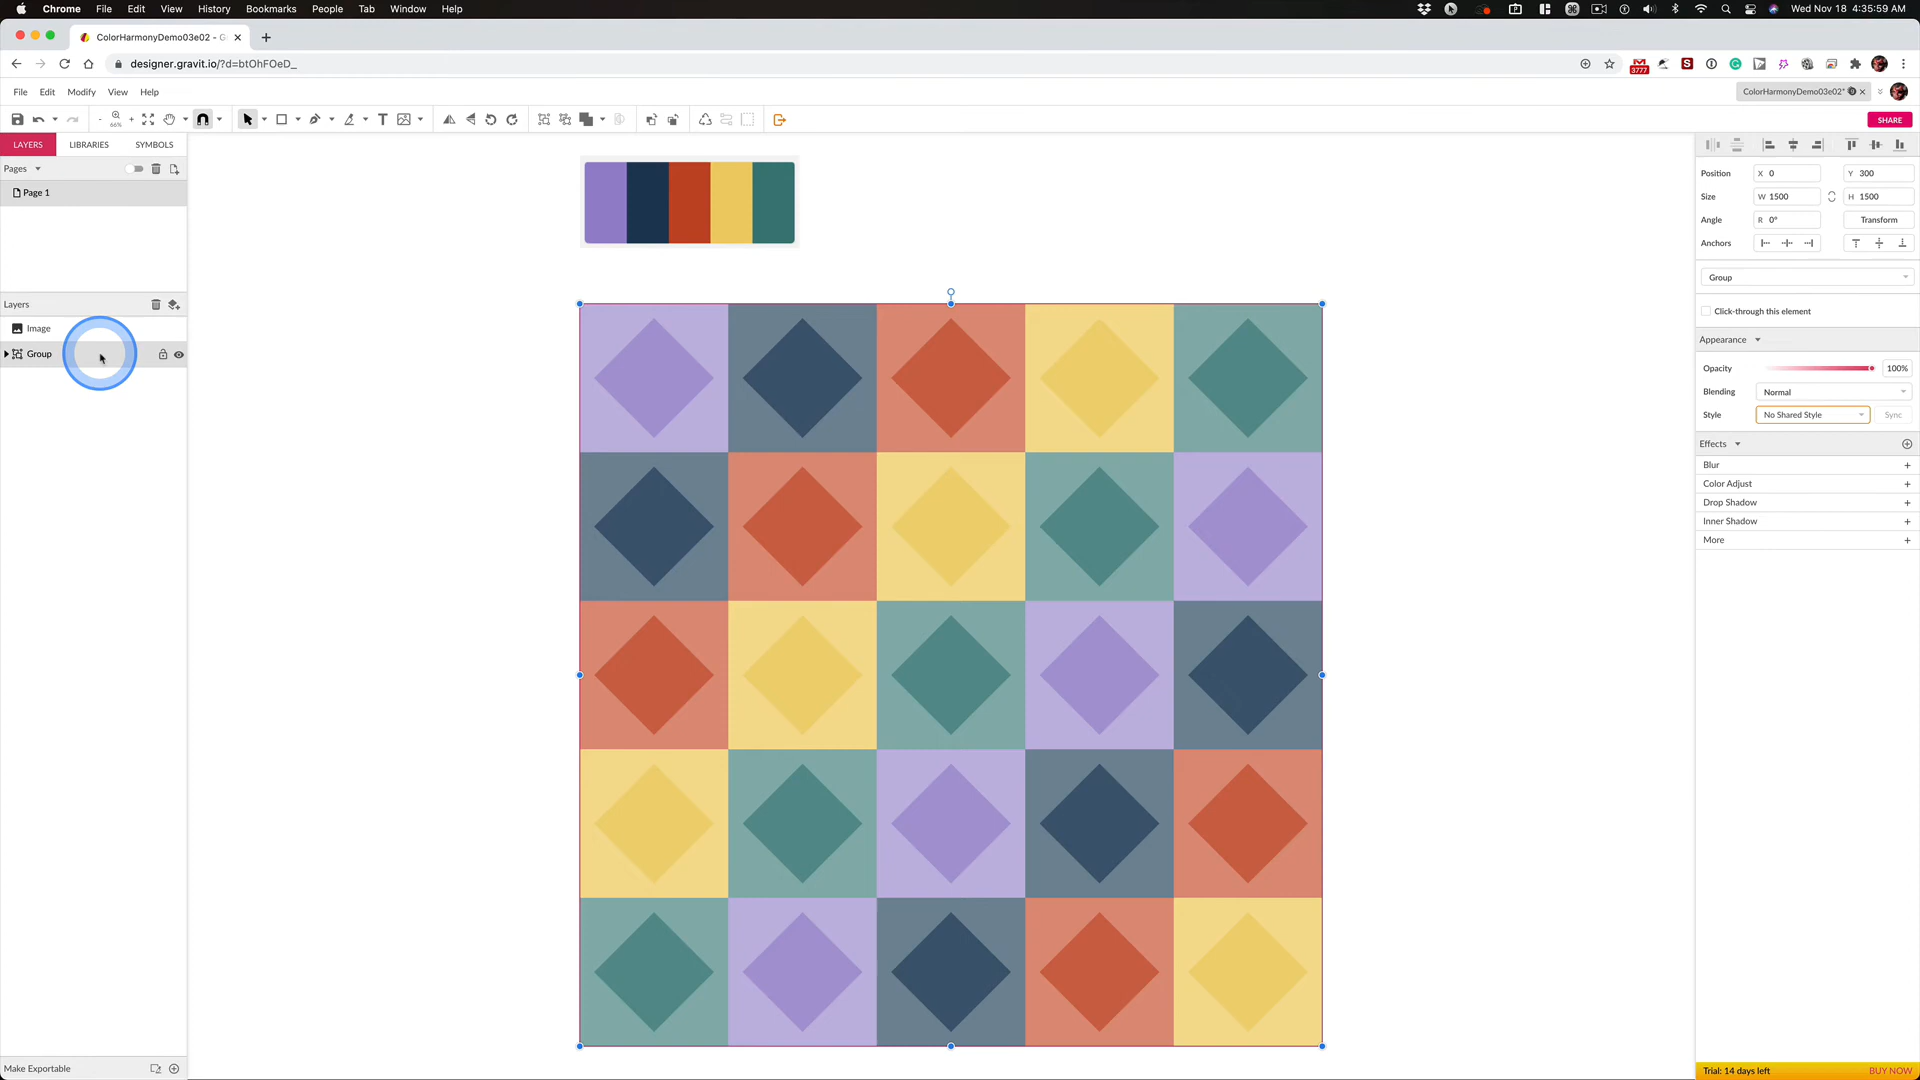 Chrome File Edit View History Bookmarks People Tab Window Help
Wed Nov 18 4:35:59 AM
ColorHarmonyDemo03e02 - G
designer.gravit.io/?d=btOhFOeD_
3777
File Edit Modify View Help
ColorHarmonyDemo03e02*
66%
SHARE
LAYERS LIBRARIES SYMBOLS
Pages
Page 1
Layers
Image
Group
Make Exportable
Position X 0 Y 300
Size W 1500 H 1500
Angle R 0° Transform
Anchors
Group
Click-through this element
Appearance
Opacity 100%
Blending Normal
Style No Shared Style Sync
Effects
Blur
Color Adjust
Drop Shadow
Inner Shadow
More
Trial: 14 days left BUY NOW